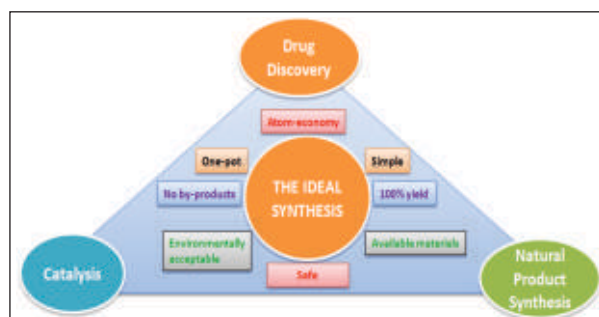 Drug
Discovery
Atom-economy
One-pot
Simple
No by-products
THE IDEAL
SYNTHESIS
100% yield
Environmentally
acceptable
Available materials
Safe
Catalysis
Natural
Product
Synthesis